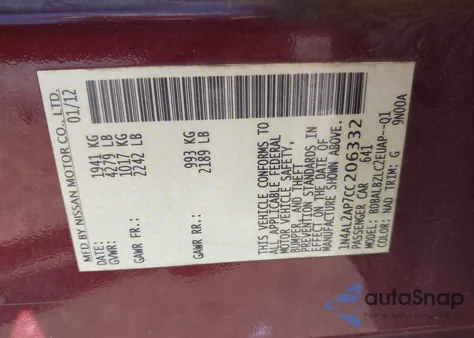 MFD BY NISSAN MOTOR CO., LTD.
DATE: 01/12
GVWR: 1941 KG
4279 LB
GAWR FR.: 1017 KG
2242 LB
GAWR RR.: 993 KG
2189 LB
THIS VEHICLE CONFORMS TO
ALL APPLICABLE FEDERAL
MOTOR VEHICLE SAFETY,
BUMPER AND THEFT
PREVENTION STANDARDS IN
EFFECT ON THE DATE OF
MANUFACTURE SHOWN ABOVE.
1N4AL2AP7CC206332
PASSENGER CAR 641
BDBALBZLC2EUAP--Q1
COLOR: NAD TRIM: G 9N00A
autaSnap